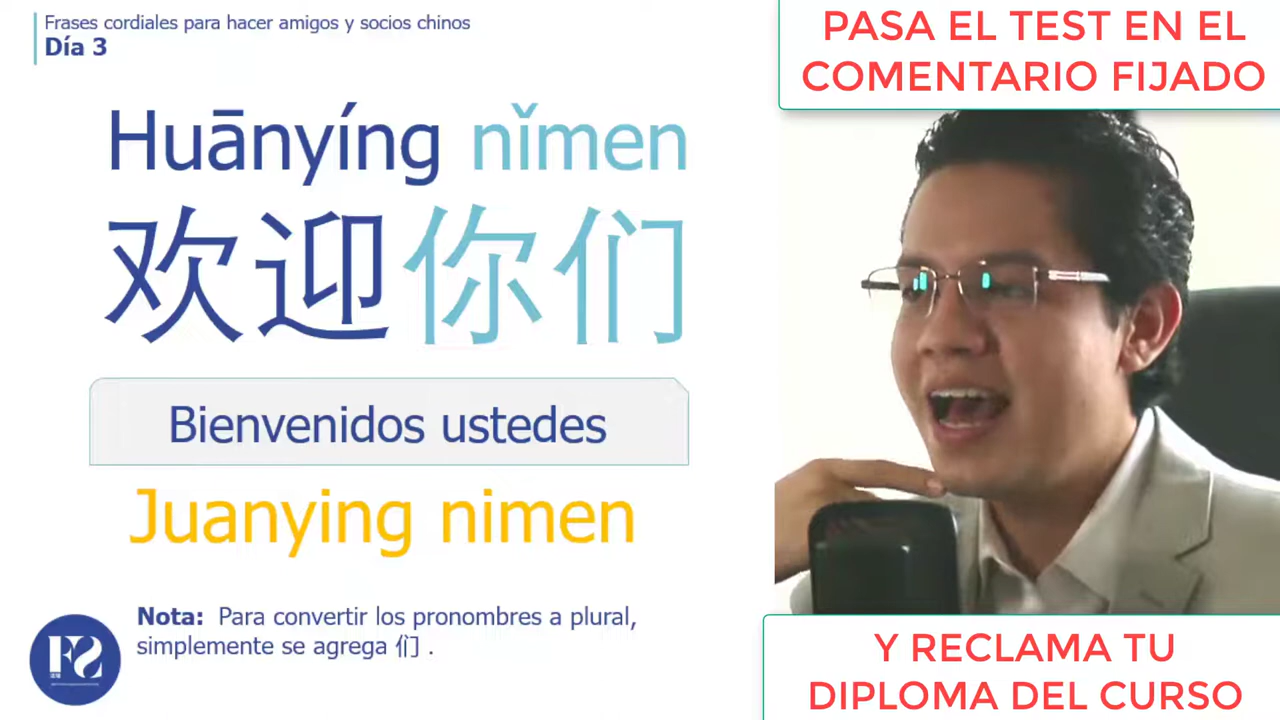 Frases cordiales para hacer amigos y socios chinos
Día 3
Huānyíng nǐmen
欢迎你们
Bienvenidos ustedes
Juanying nimen
Nota: Para convertir los pronombres a plural,
simplemente se agrega 们 .
PASA EL TEST EN EL
COMENTARIO FIJADO
Y RECLAMA TU
DIPLOMA DEL CURSO